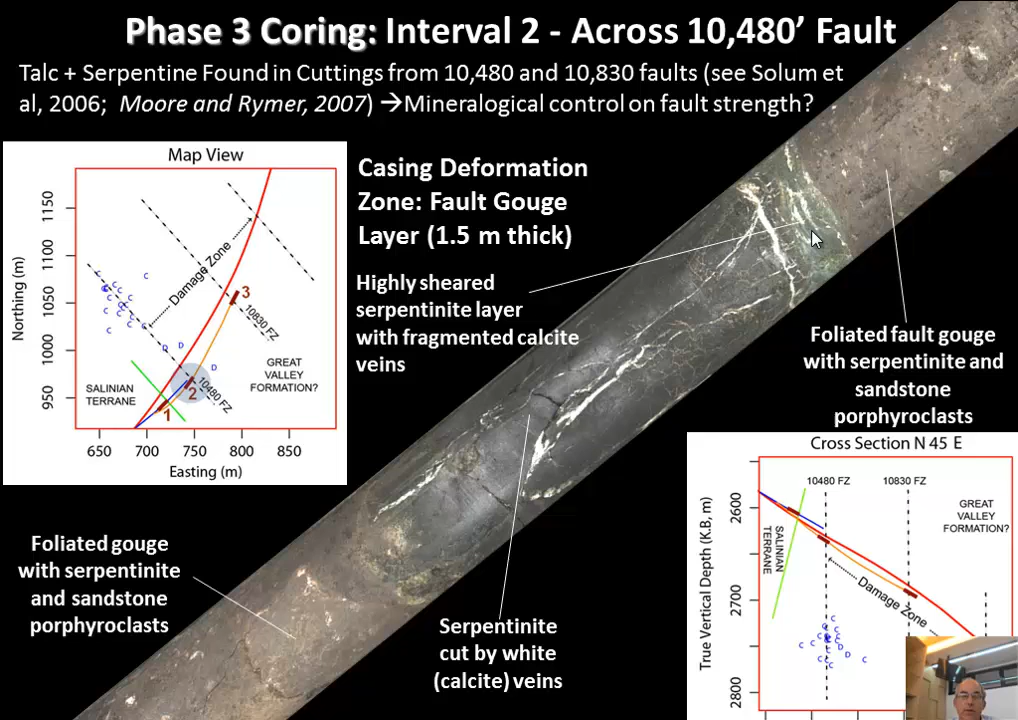 Phase 3 Coring: Interval 2 - Across 10,480’ Fault
Talc + Serpentine Found in Cuttings from 10,480 and 10,830 faults (see Solum et
al, 2006; Moore and Rymer, 2007) →Mineralogical control on fault strength?
Map View
Northing (m)
1150
1100
1050
1000
950
Damage Zone
3
10830 FZ
10480 FZ
2
1
SALINIAN
TERRANE
GREAT
VALLEY
FORMATION?
C
D
650 700 750 800 850
Easting (m)
Casing Deformation
Zone: Fault Gouge
Layer (1.5 m thick)
Highly sheared
serpentinite layer
with fragmented calcite
veins
Foliated fault gouge
with serpentinite and
sandstone
porphyroclasts
Foliated gouge
with serpentinite
and sandstone
porphyroclasts
Serpentinite
cut by white
(calcite) veins
Cross Section N 45 E
10480 FZ
10830 FZ
True Vertical Depth (K.B, m)
2600
2700
2800
SALINIAN
TERRANE
GREAT
VALLEY
FORMATION?
Damage Zone
C
D